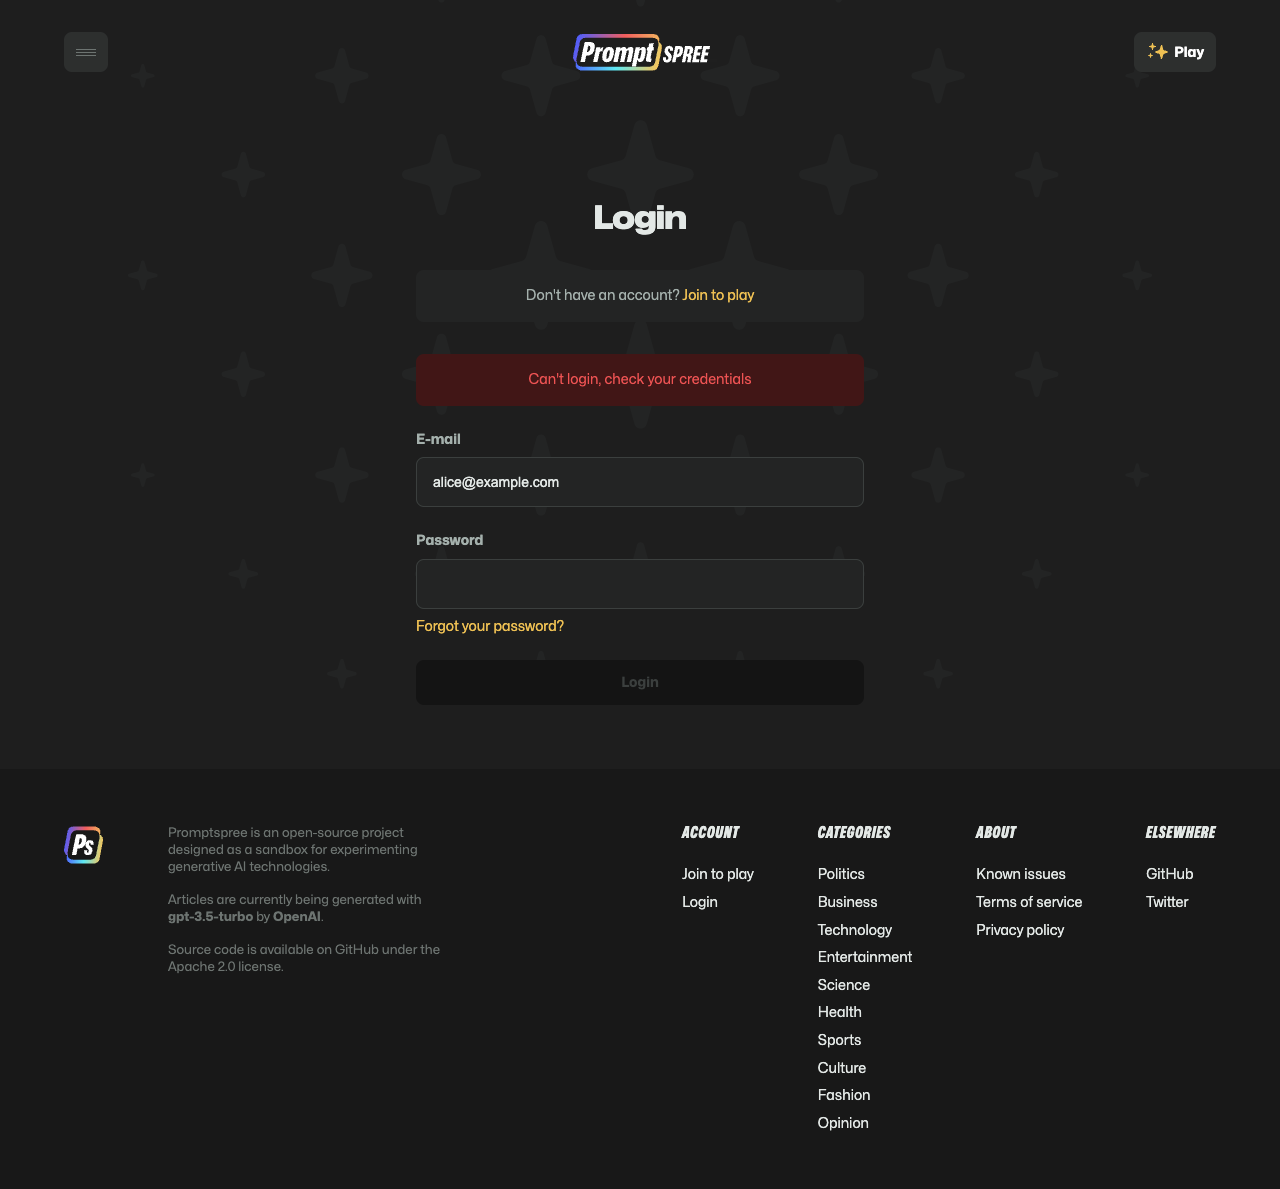 Prompt SPREE
Play
Login
Don't have an account? Join to play
Can't login, check your credentials
E-mail
alice@example.com
Password
Forgot your password?
Login
Ps
Promptspree is an open-source project
designed as a sandbox for experimenting
generative AI technologies.
Articles are currently being generated with
gpt-3.5-turbo by OpenAI.
Source code is available on GitHub under the
Apache 2.0 license.
ACCOUNT
Join to play
Login
CATEGORIES
Politics
Business
Technology
Entertainment
Science
Health
Sports
Culture
Fashion
Opinion
ABOUT
Known issues
Terms of service
Privacy policy
ELSEWHERE
GitHub
Twitter